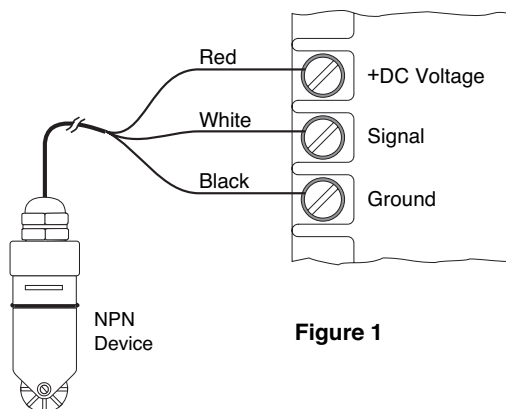 Red
+DC Voltage
White
Signal
Black
Ground
NPN
Device
Figure 1